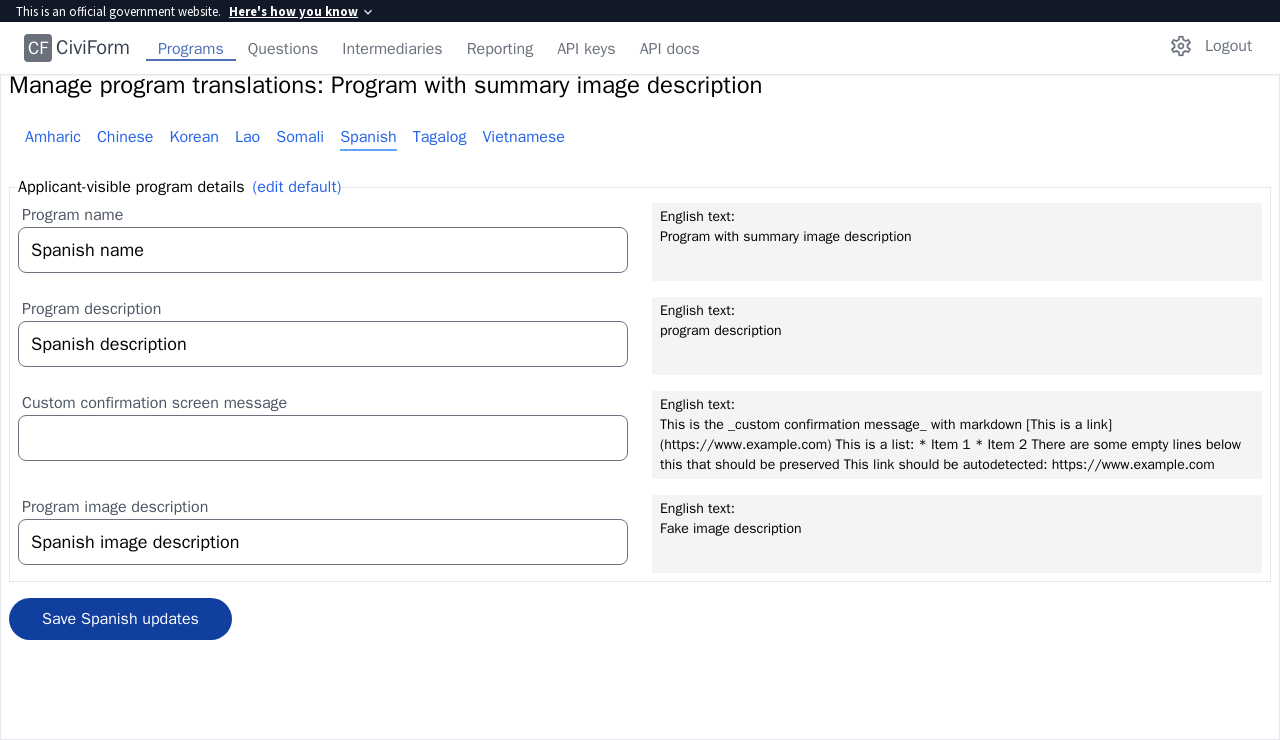 This is an official government website. Here's how you know
CF CiviForm Programs Questions Intermediaries Reporting API keys API docs Logout
Manage program translations: Program with summary image description
Amharic Chinese Korean Lao Somali Spanish Tagalog Vietnamese
Applicant-visible program details (edit default)
Program name
Spanish name
English text:
Program with summary image description
Program description
Spanish description
English text:
program description
Custom confirmation screen message
English text:
This is the _custom confirmation message_ with markdown [This is a link]
(https://www.example.com) This is a list: * Item 1 * Item 2 There are some empty lines below
this that should be preserved This link should be autodetected: https://www.example.com
Program image description
Spanish image description
English text:
Fake image description
Save Spanish updates